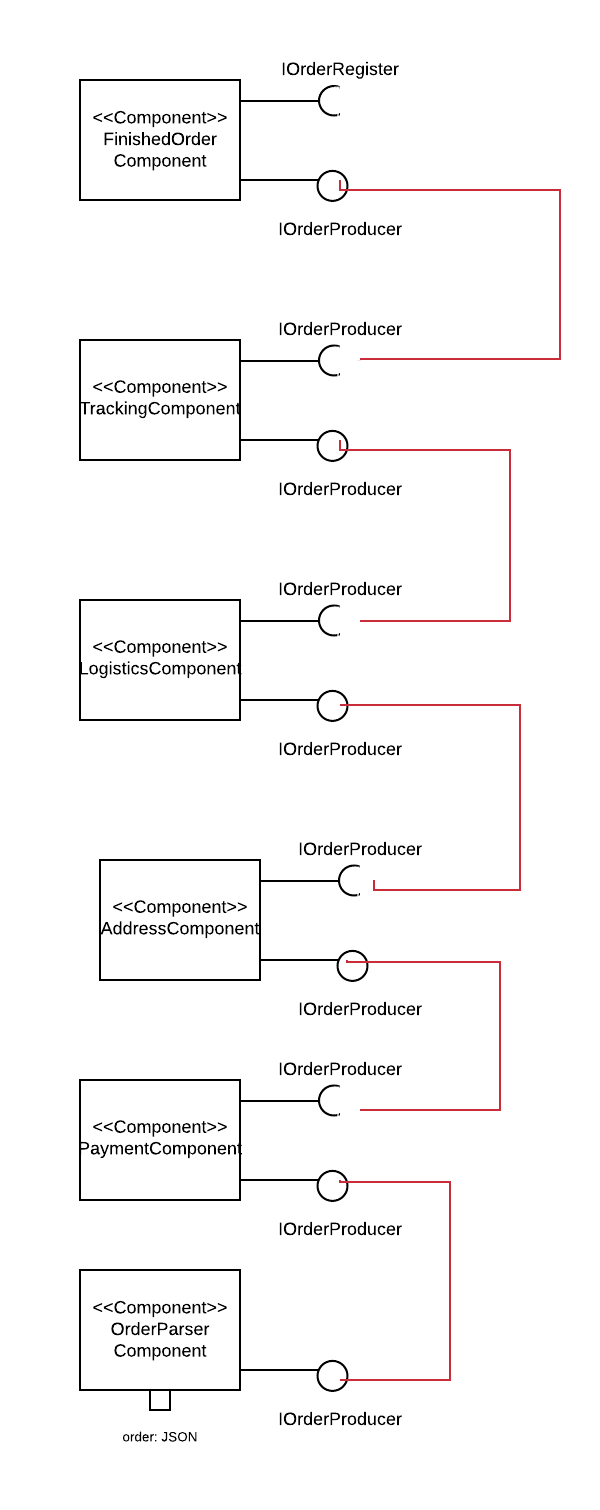 IOrderRegister
<<Component>>
FinishedOrder
Component
IOrderProducer
IOrderProducer
<<Component>>
TrackingComponent
IOrderProducer
IOrderProducer
<<Component>>
LogisticsComponent
IOrderProducer
IOrderProducer
<<Component>>
AddressComponent
IOrderProducer
IOrderProducer
<<Component>>
PaymentComponent
IOrderProducer
<<Component>>
OrderParser
Component
IOrderProducer
order: JSON